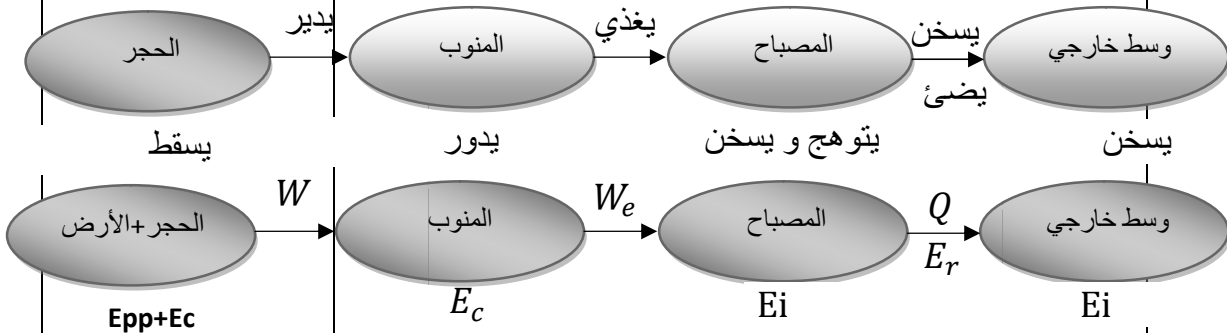 الحجر يدير المنوب يغذي المصباح يسخن وسط خارجي
يضئ
يسقط يدور يتوهج و يسخن يسخن
الحجر+الأرض W المنوب We المصباح Q وسط خارجي
Er
Epp+Ec Ec Ei Ei